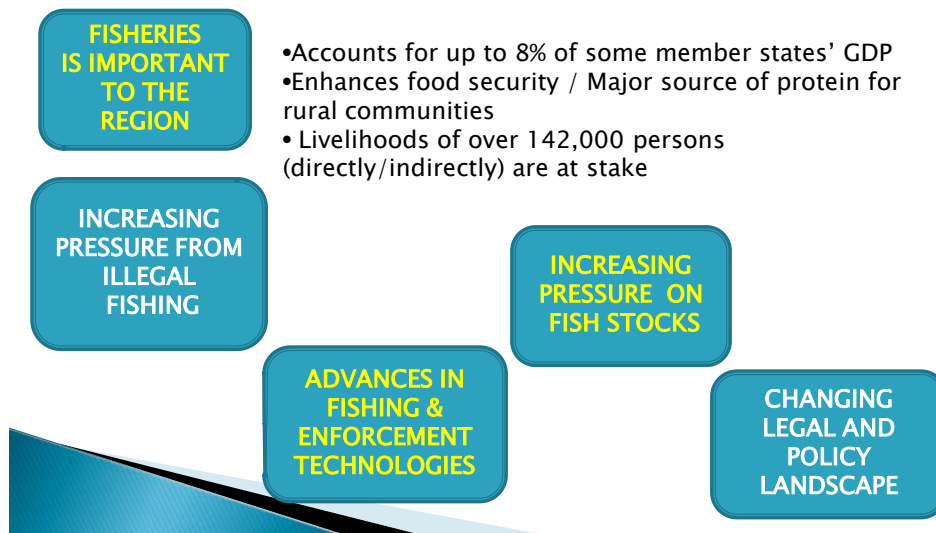 FISHERIES
IS IMPORTANT
TO THE
REGION
•Accounts for up to 8% of some member states’ GDP
•Enhances food security / Major source of protein for
rural communities
• Livelihoods of over 142,000 persons
(directly/indirectly) are at stake
INCREASING
PRESSURE FROM
ILLEGAL
FISHING
INCREASING
PRESSURE ON
FISH STOCKS
ADVANCES IN
FISHING &
ENFORCEMENT
TECHNOLOGIES
CHANGING
LEGAL AND
POLICY
LANDSCAPE